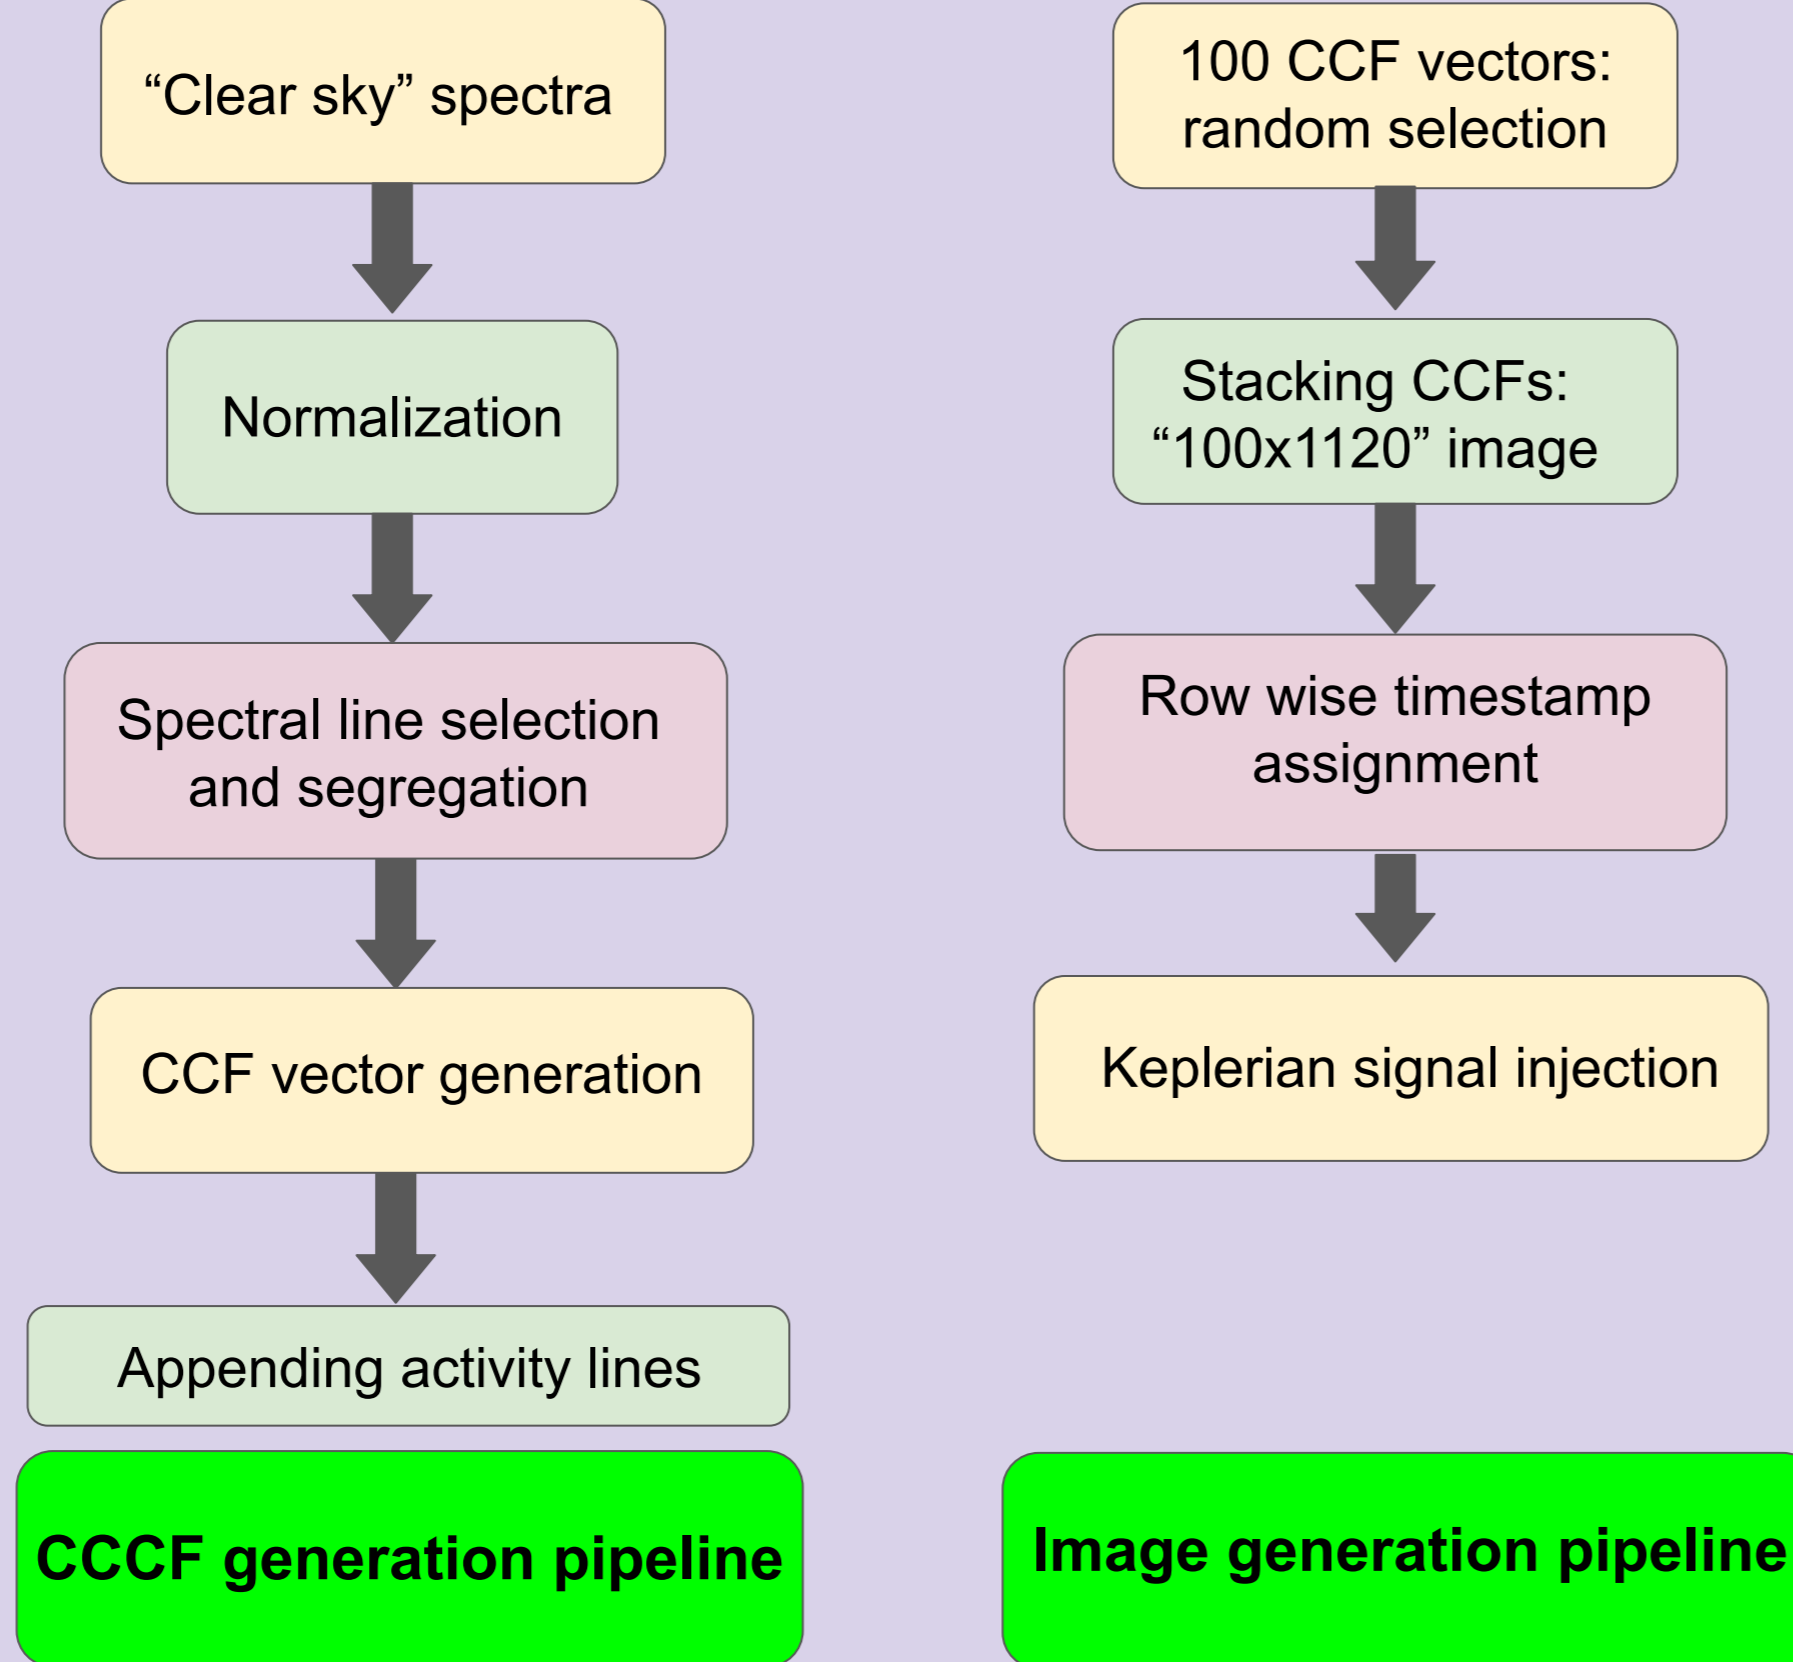 “Clear sky” spectra
Normalization
Spectral line selection
and segregation
CCF vector generation
Appending activity lines
CCCF generation pipeline
100 CCF vectors:
random selection
Stacking CCFs:
“100x1120” image
Row wise timestamp
assignment
Keplerian signal injection
Image generation pipeline